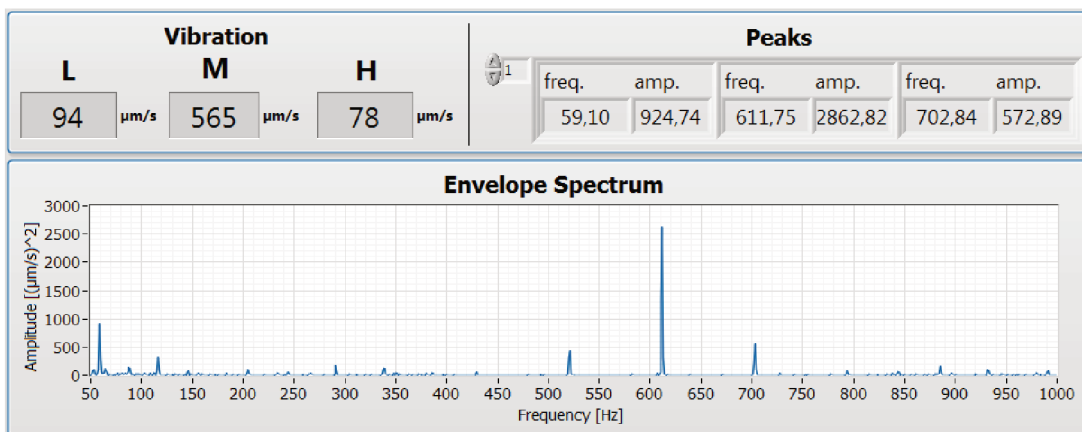 Vibration
L M H
94 µm/s 565 µm/s 78 µm/s
Peaks
1
freq. amp. freq. amp. freq. amp.
59,10 924,74 611,75 2862,82 702,84 572,89
Envelope Spectrum
Amplitude [(µm/s)^2]
3000
2500
2000
1500
1000
500
0
50 100 150 200 250 300 350 400 450 500 550 600 650 700 750 800 850 900 950 1000
Frequency [Hz]